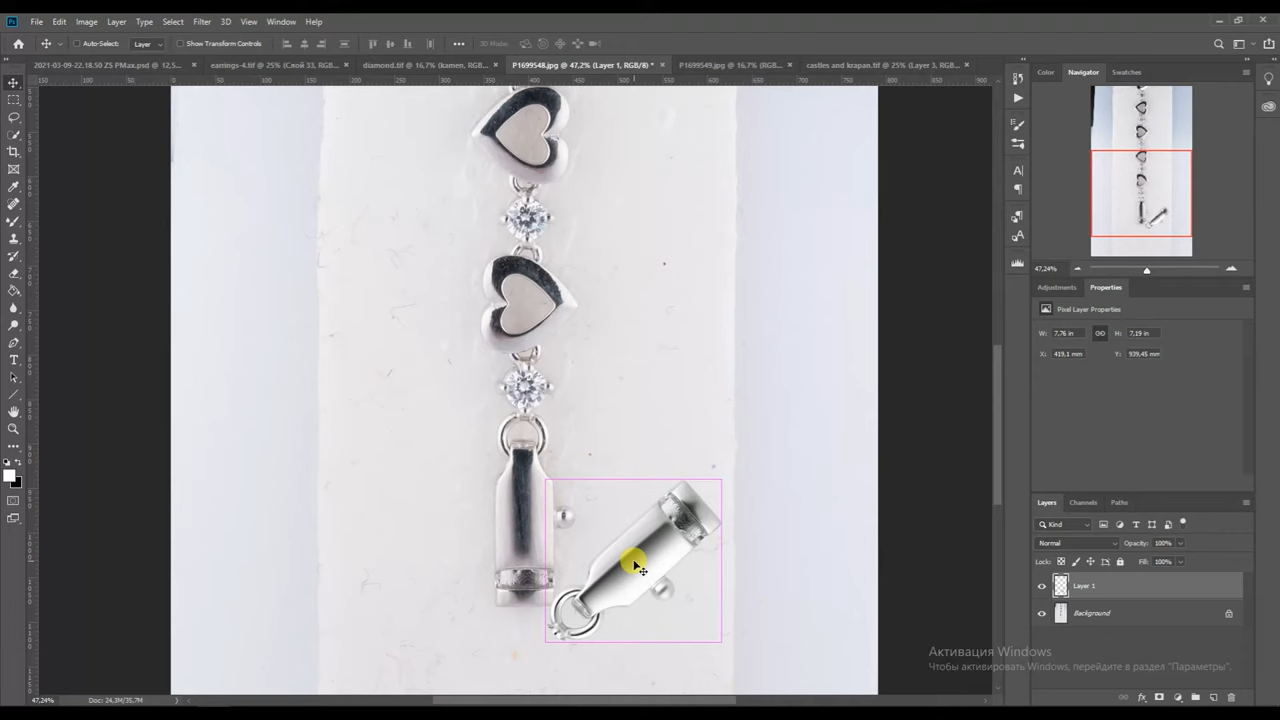 File Edit Image Layer Type Select Filter 3D View Window Help
Auto-Select: Layer Show Transform Controls 3D Mode:
2021-03-09-22.18.50 ZS PMax.psd @ 12,5... × earrings-4.tif @ 25% (Слой 33, RGB/... × diamond.tif @ 16,7% (kamen, RGB/... × P1699548.jpg @ 47,2% (Layer 1, RGB/8) * × P1699549.jpg @ 16,7% (RGB/8) × castles and krapan.tif @ 25% (Layer 3, RGB/... ×
Color Navigator Swatches
47,24%
Adjustments Properties
Pixel Layer Properties
W: 7,76 in H: 7,19 in
X: 419,1 mm Y: 939,45 mm
Layers Channels Paths
Kind
Normal Opacity: 100%
Lock: Fill: 100%
Layer 1
Background
Активация Windows
Чтобы активировать Windows, перейдите в раздел "Параметры".
47,24% Doc: 24,3M/35,7M